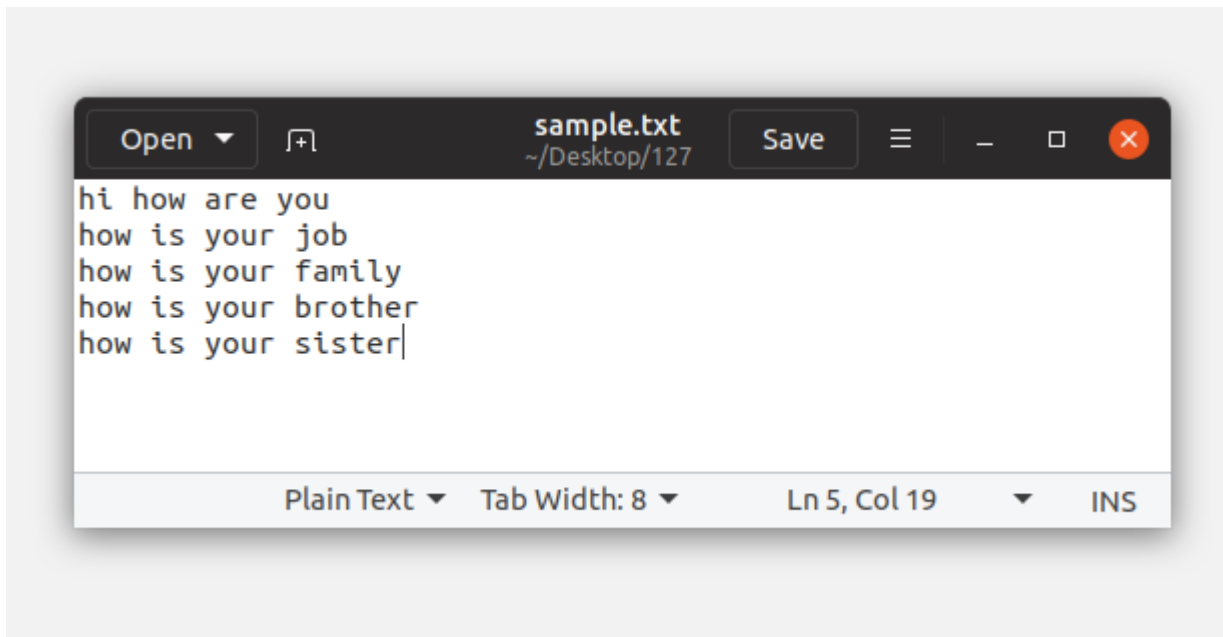 Open
sample.txt
~/Desktop/127
Save
hi how are you
how is your job
how is your family
how is your brother
how is your sister
Plain Text Tab Width: 8 Ln 5, Col 19 INS